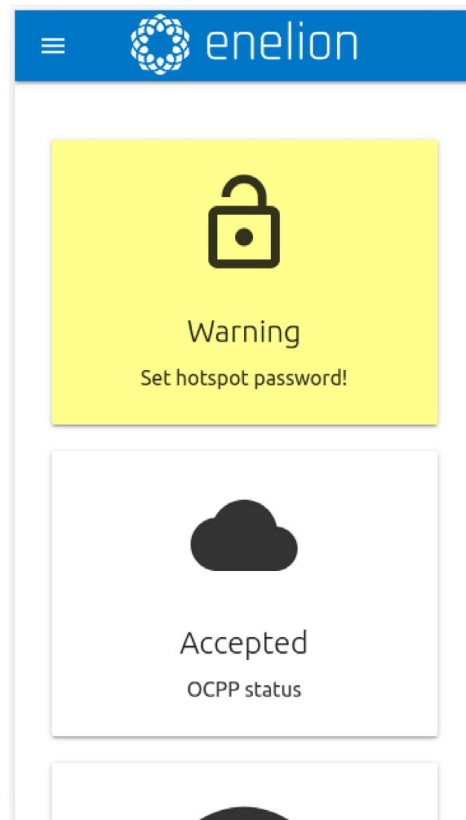 enelion
Warning
Set hotspot password!
Accepted
OCPP status